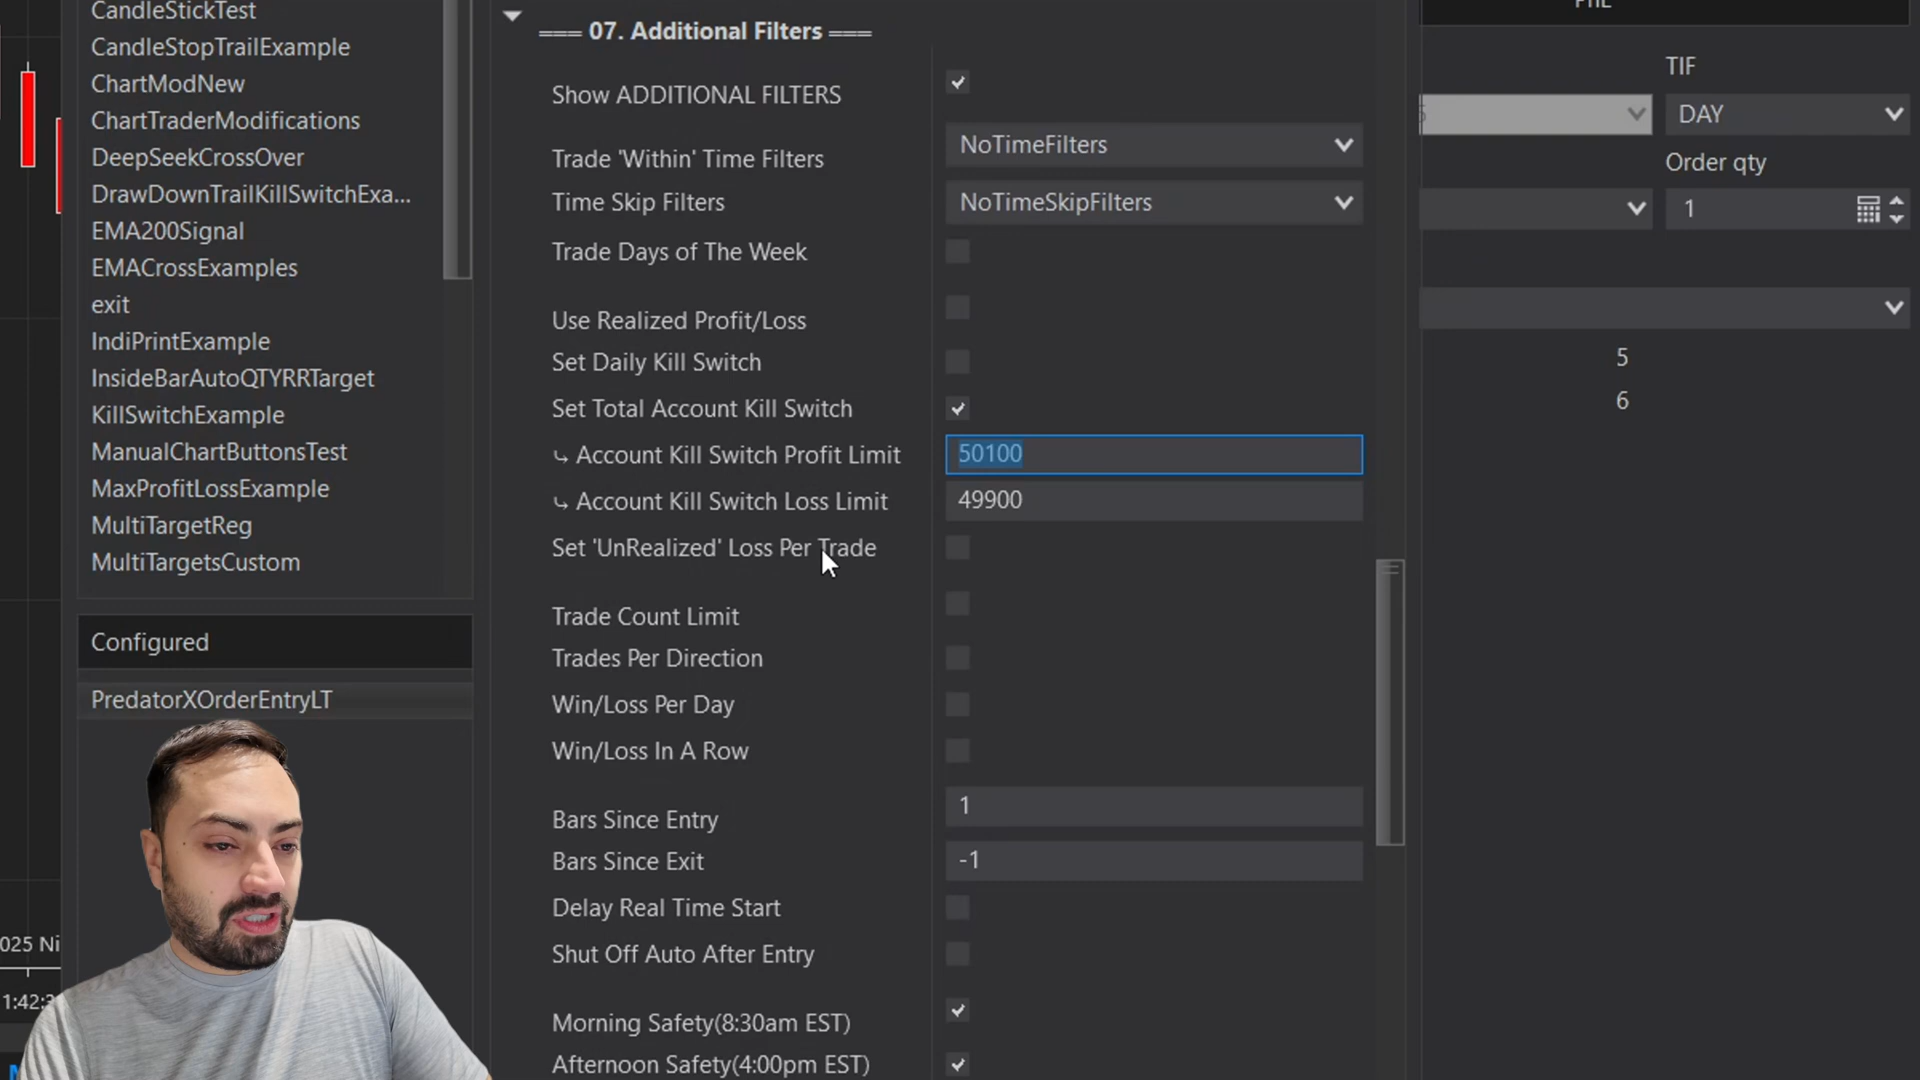 CandleStickTest
CandleStopTrailExample
ChartModNew
ChartTraderModifications
DeepSeekCrossOver
DrawDownTrailKillSwitchExa...
EMA200Signal
EMACrossExamples
exit
IndiPrintExample
InsideBarAutoQTYRRTarget
KillSwitchExample
ManualChartButtonsTest
MaxProfitLossExample
MultiTargetReg
MultiTargetsCustom
Configured
PredatorXOrderEntryLT
025 Ni
1:42:
=== 07. Additional Filters ===
Show ADDITIONAL FILTERS
Trade 'Within' Time Filters NoTimeFilters
Time Skip Filters NoTimeSkipFilters
Trade Days of The Week
Use Realized Profit/Loss
Set Daily Kill Switch
Set Total Account Kill Switch
⤷ Account Kill Switch Profit Limit 50100
⤷ Account Kill Switch Loss Limit 49900
Set 'UnRealized' Loss Per Trade
Trade Count Limit
Trades Per Direction
Win/Loss Per Day
Win/Loss In A Row
Bars Since Entry 1
Bars Since Exit -1
Delay Real Time Start
Shut Off Auto After Entry
Morning Safety(8:30am EST)
Afternoon Safety(4:00pm EST)
PnL
TIF
DAY
Order qty
1
5
6